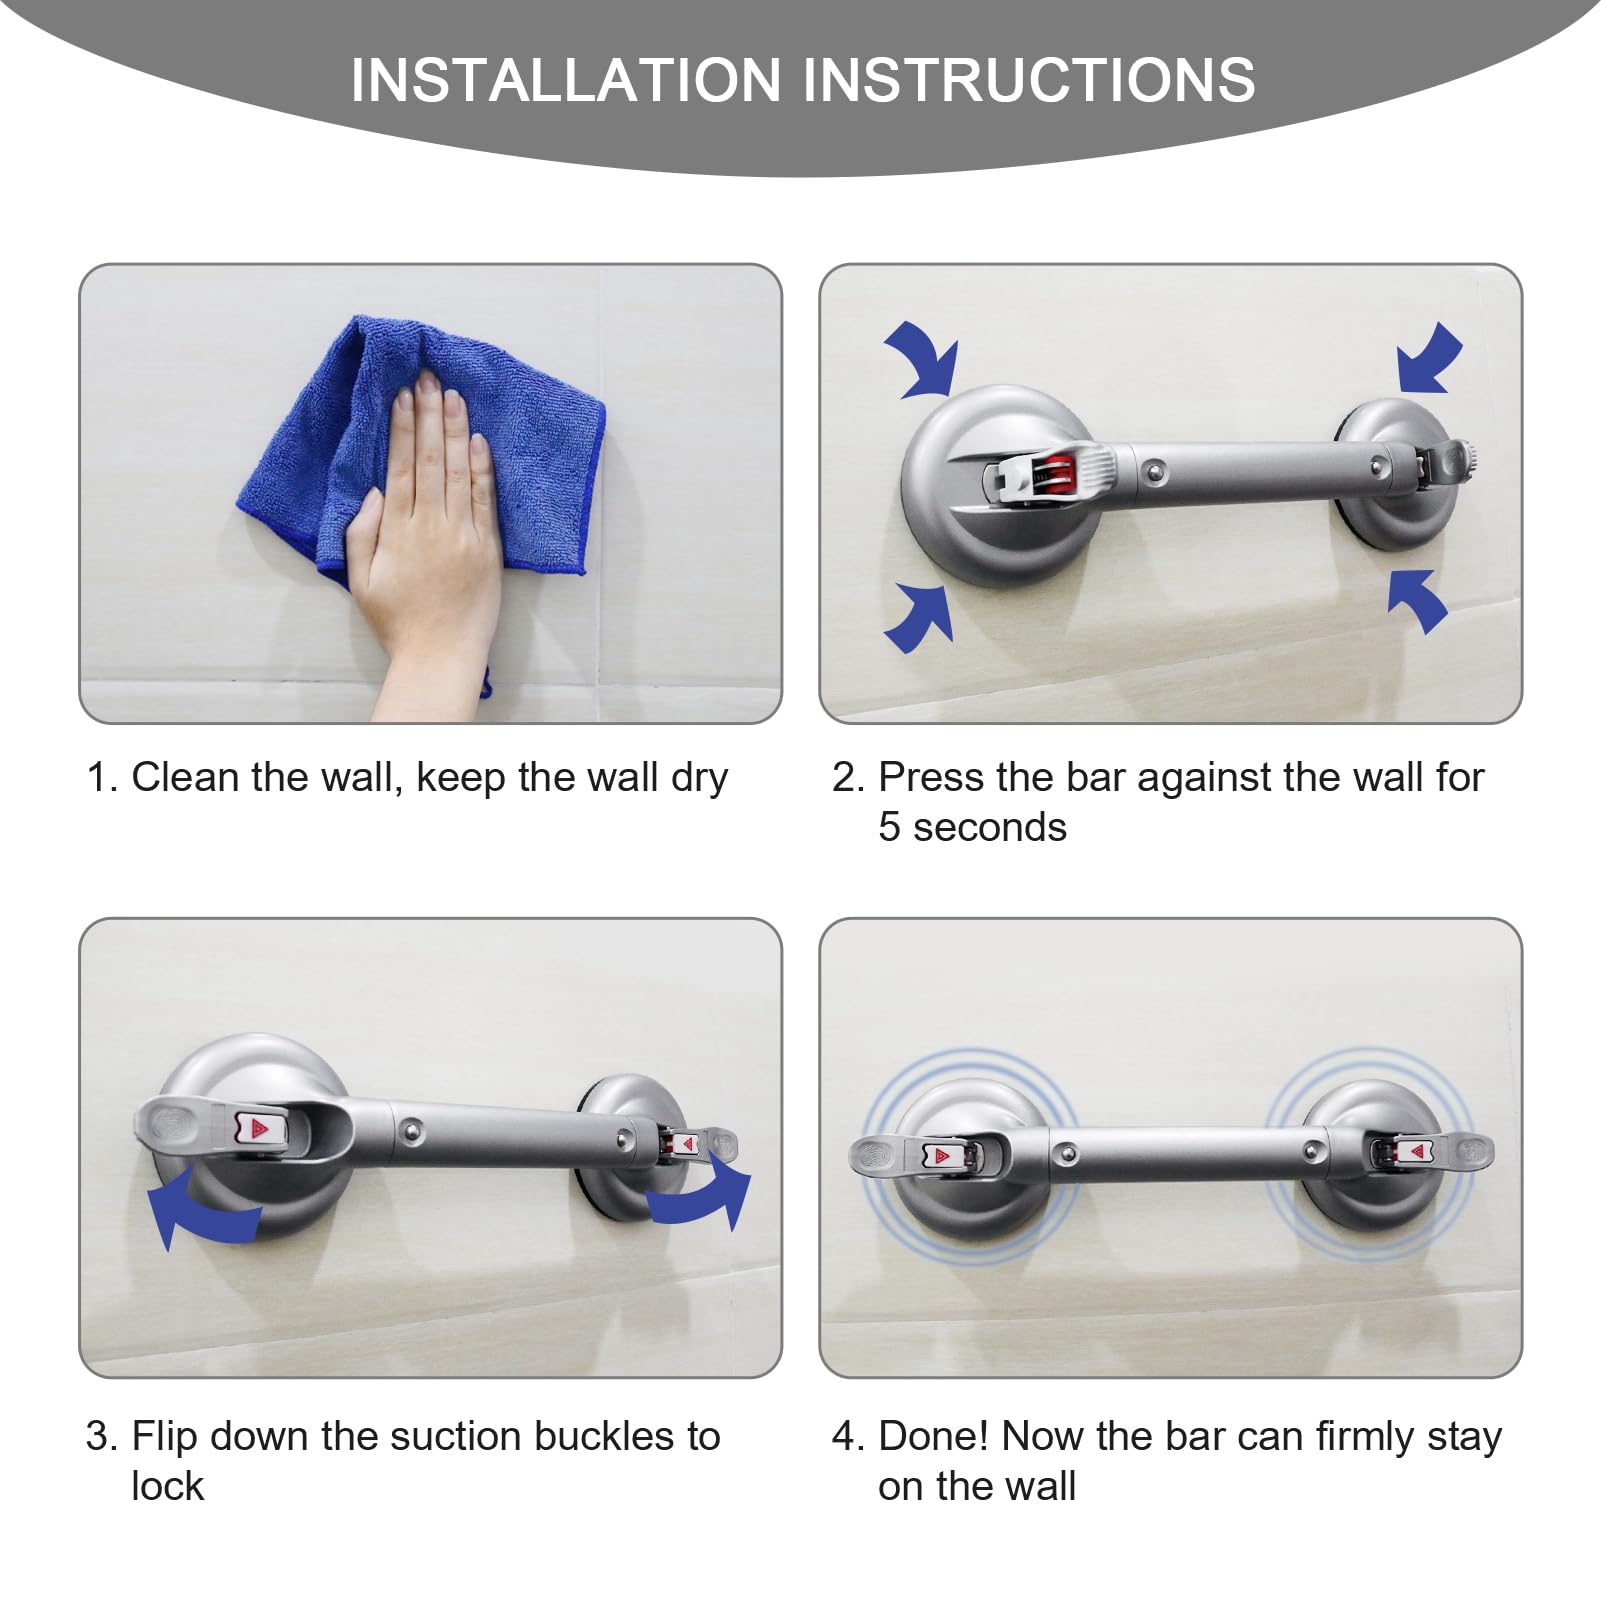 INSTALLATION INSTRUCTIONS
1. Clean the wall, keep the wall dry
2. Press the bar against the wall for
5 seconds
3. Flip down the suction buckles to
lock
4. Done! Now the bar can firmly stay
on the wall